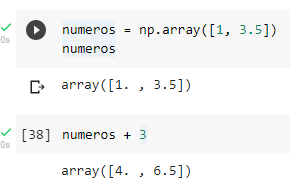 numeros = np.array([1, 3.5])
0s
numeros
array([1. , 3.5])
[38] numeros + 3
0s
array([4. , 6.5])